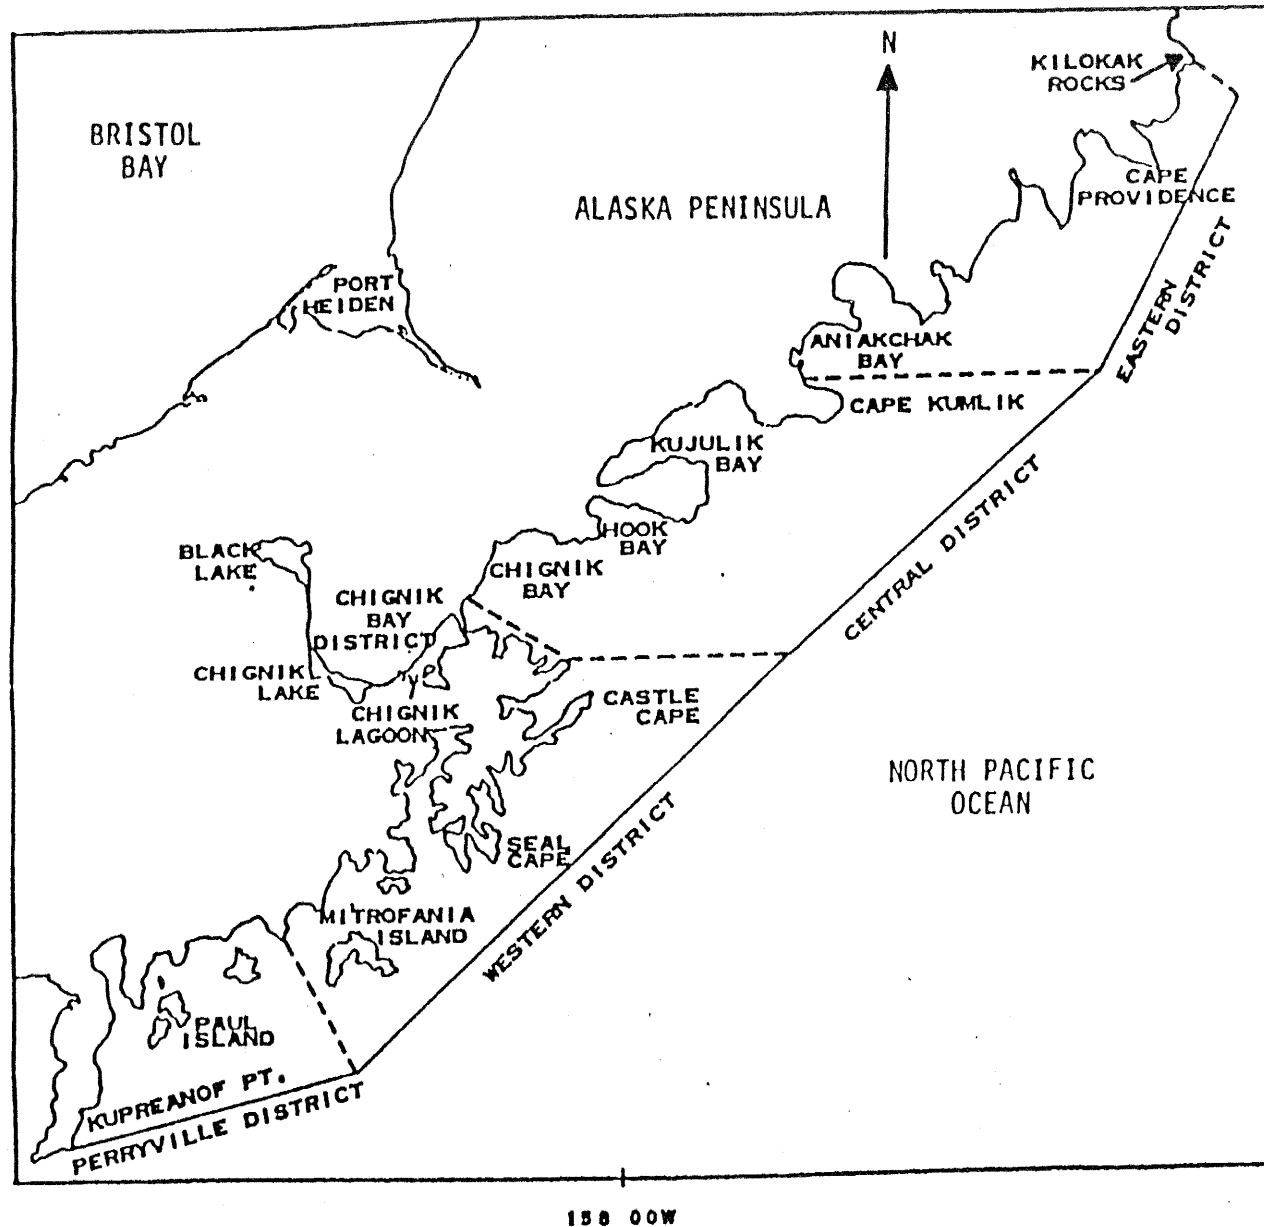 N
KILOKAK
ROCKS
BRISTOL
BAY
CAPE
PROVIDENCE
ALASKA PENINSULA
PORT
HEIDEN
EASTERN
DISTRICT
ANIAKCHAK
BAY
CAPE KUMLIK
KUJULIK
BAY
HOOK
BAY
CENTRAL DISTRICT
BLACK
LAKE
CHIGNIK
BAY
CHIGNIK
BAY
DISTRICT
CHIGNIK
LAKE
CHIGNIK
LAGOON
CASTLE
CAPE
NORTH PACIFIC
OCEAN
SEAL
CAPE
WESTERN DISTRICT
MITROFANIA
ISLAND
PAUL
ISLAND
KUPREANOF PT.
PERRYVILLE DISTRICT
158 00W